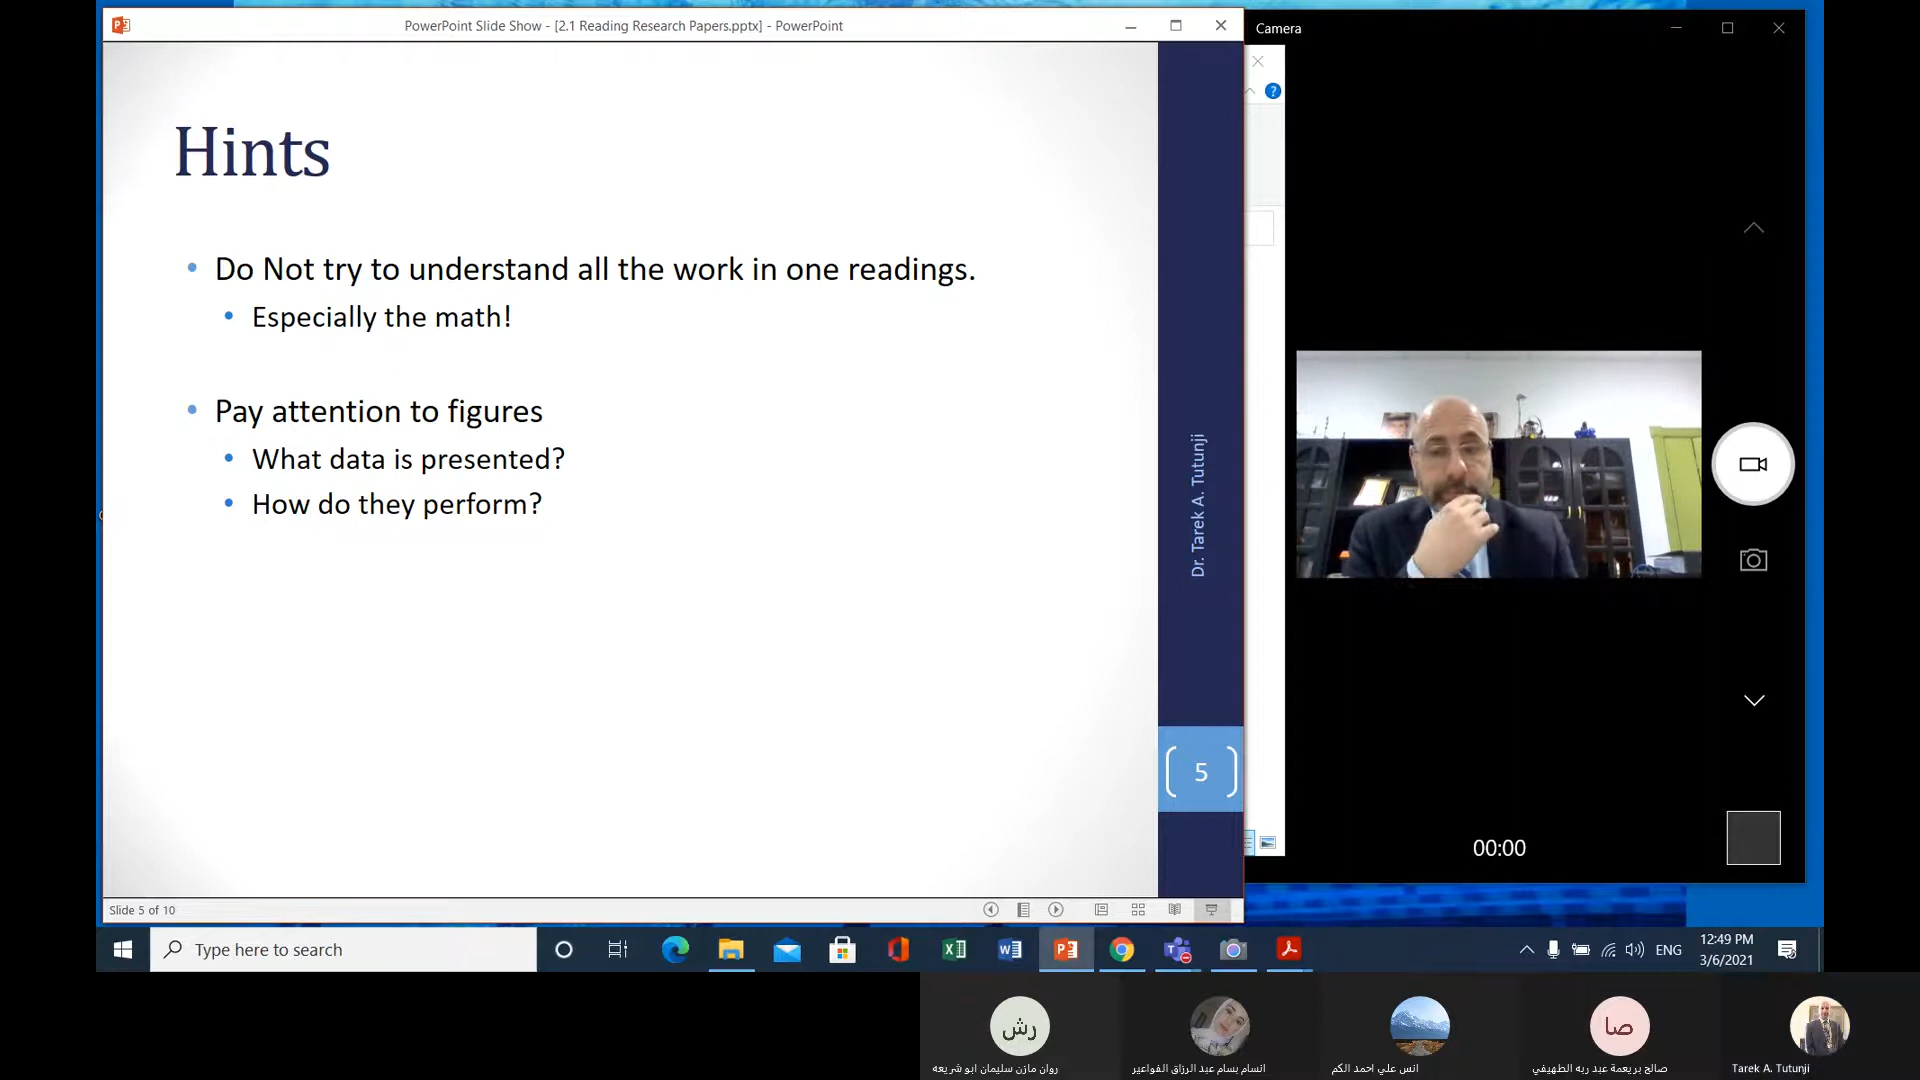 PowerPoint Slide Show - [2.1 Reading Research Papers.pptx] - PowerPoint
Camera
Hints
Do Not try to understand all the work in one readings.
Especially the math!
Pay attention to figures
What data is presented?
How do they perform?
Dr. Tarek A. Tutunji
5
00:00
Slide 5 of 10
Type here to search
ENG
12:49 PM
3/6/2021
رش
صا
روان مازن سليمان ابو شريعه
انسام بسام عبد الرزاق الفواعير
انس علي احمد الكم
صالح بريعمة عبد ربه الطهيفي
Tarek A. Tutunji